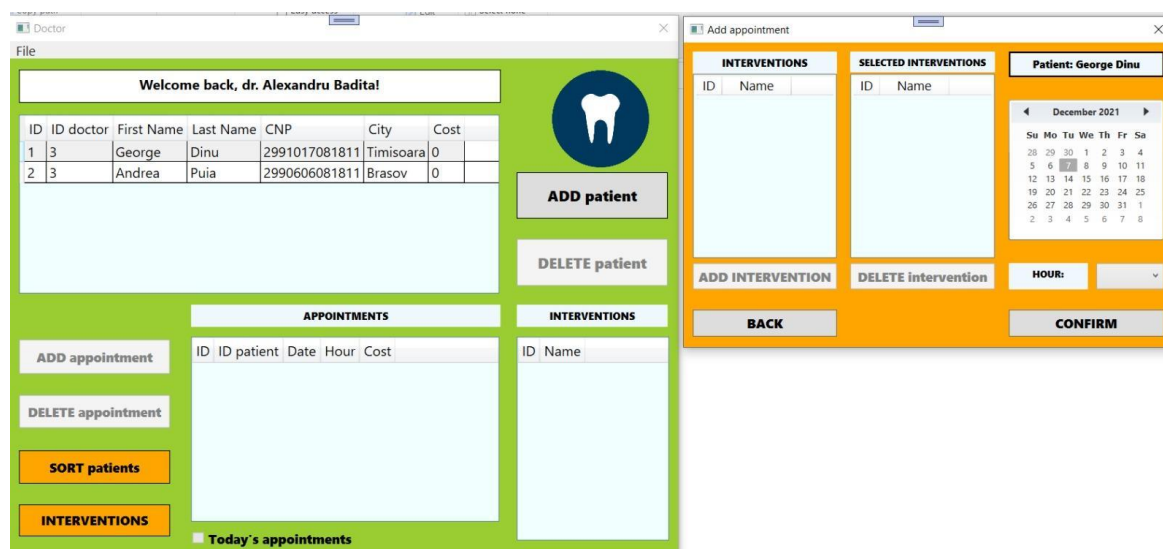 Doctor
File
Welcome back, dr. Alexandru Badita!
ID ID doctor First Name Last Name CNP City Cost
1 3 George Dinu 2991017081811 Timisoara 0
2 3 Andrea Puia 2990606081811 Brasov 0
ADD patient
DELETE patient
APPOINTMENTS
INTERVENTIONS
ADD appointment
ID ID patient Date Hour Cost
ID Name
DELETE appointment
SORT patients
INTERVENTIONS
Today's appointments
Add appointment
INTERVENTIONS
SELECTED INTERVENTIONS
Patient: George Dinu
ID Name
ID Name
December 2021
Su Mo Tu We Th Fr Sa
28 29 30 1 2 3 4
5 6 7 8 9 10 11
12 13 14 15 16 17 18
19 20 21 22 23 24 25
26 27 28 29 30 31 1
2 3 4 5 6 7 8
ADD INTERVENTION
DELETE intervention
HOUR:
BACK
CONFIRM